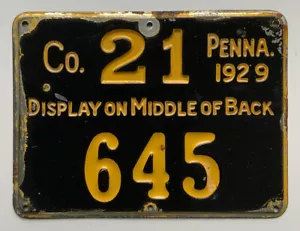 Co. 21 PENNA. 1929
DISPLAY ON MIDDLE OF BACK
645